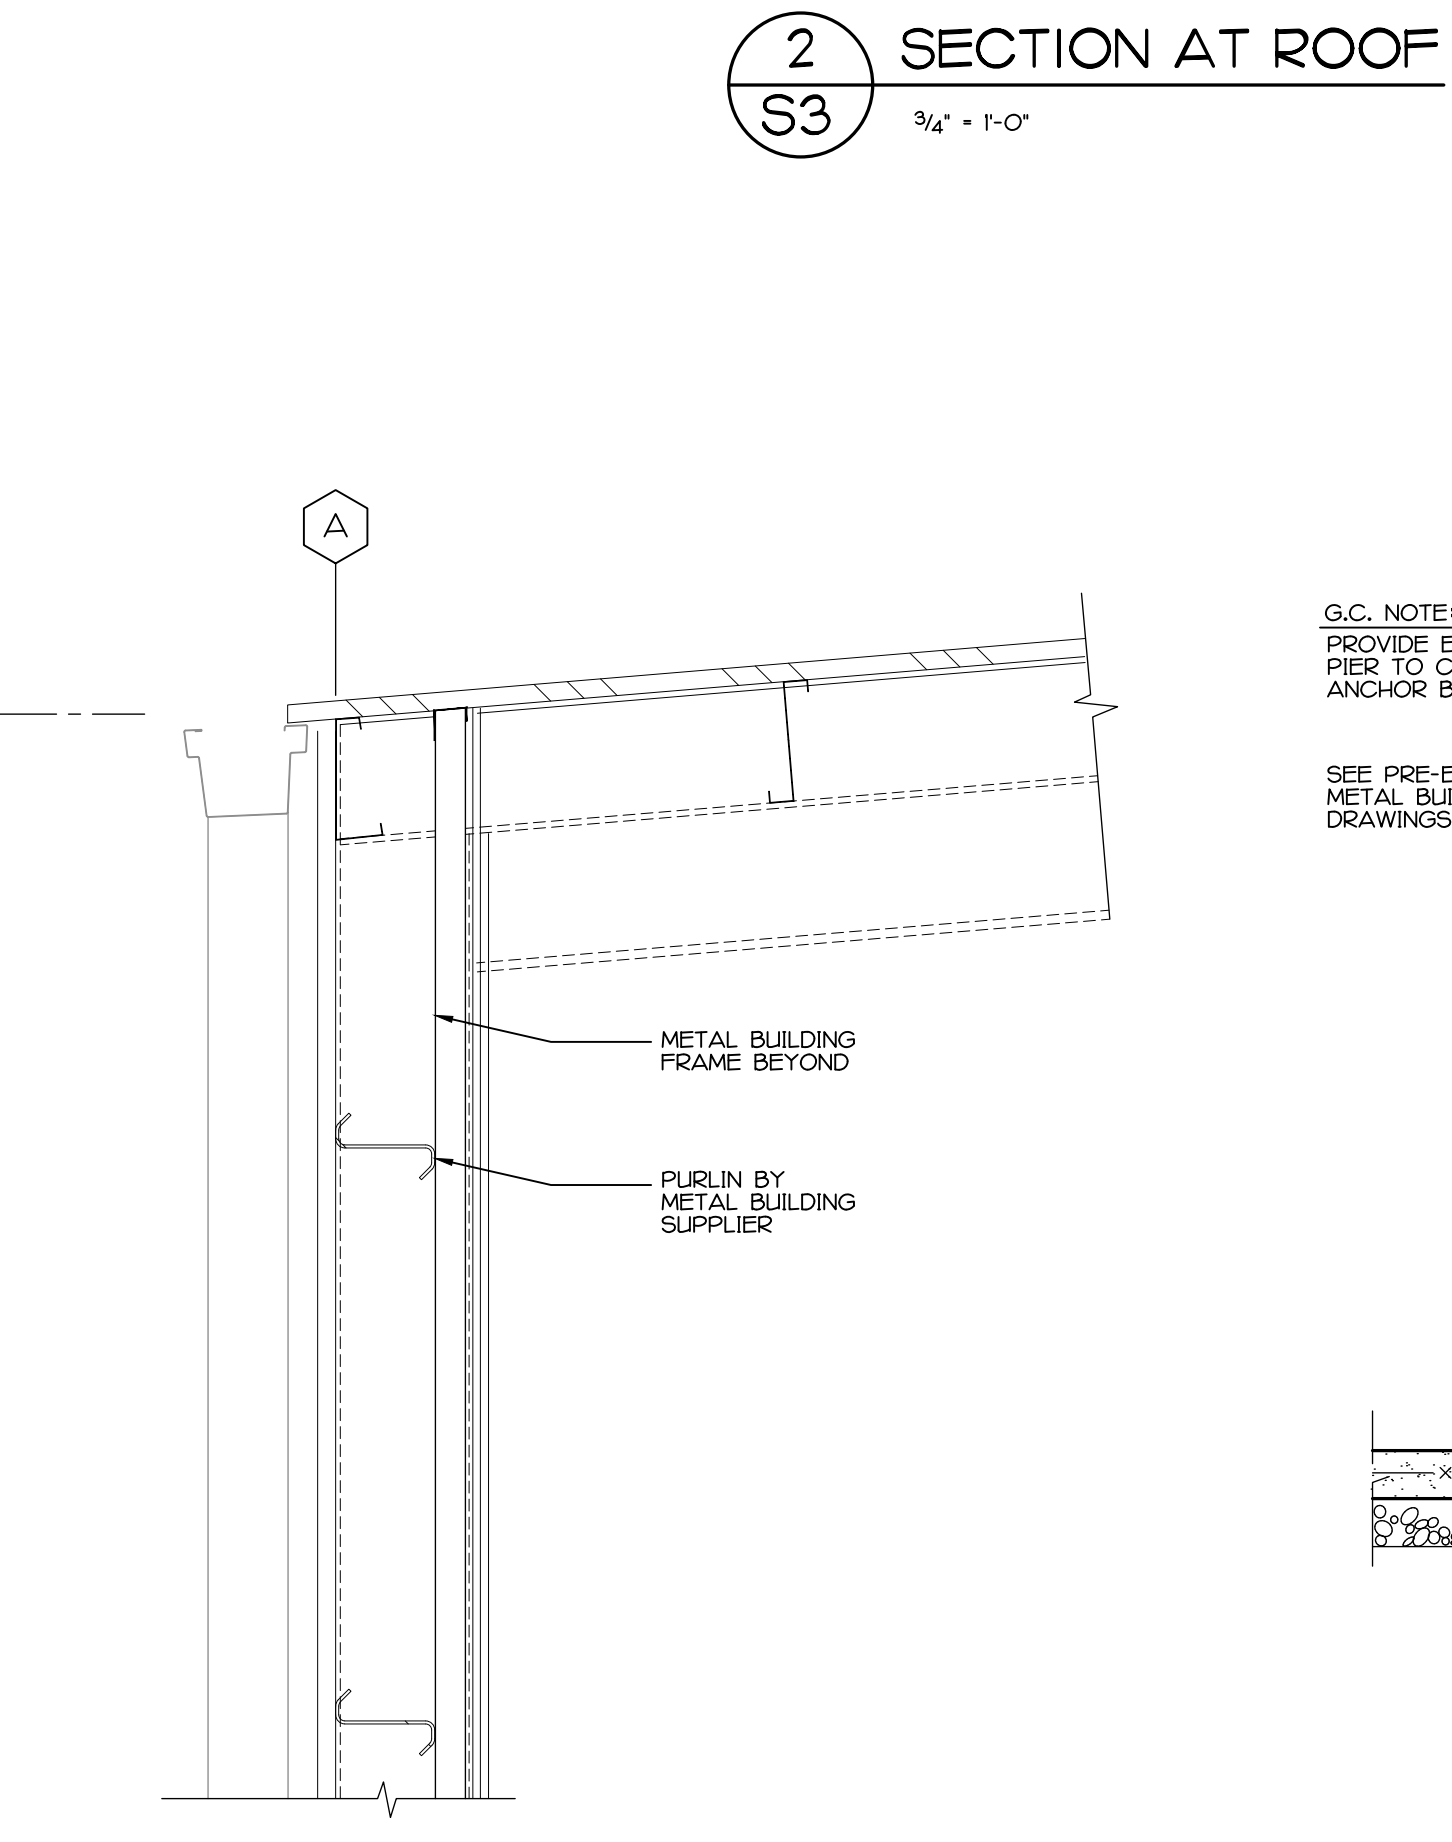 2
SECTION AT ROOF
S3
3/4" = 1'-0"
A
G.C. NOTE:
PROVIDE E
PIER TO C
ANCHOR B
SEE PRE-E
METAL BUI
DRAWINGS
METAL BUILDING
FRAME BEYOND
PURLIN BY
METAL BUILDING
SUPPLIER